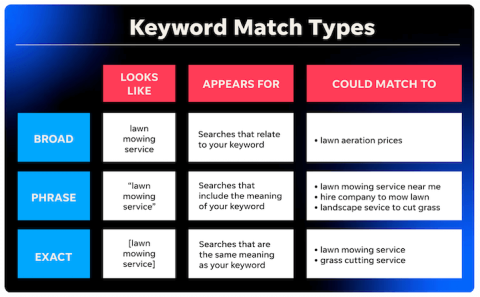 Keyword Match Types
LOOKS
LIKE
APPEARS FOR
COULD MATCH TO
BROAD
lawn
mowing
service
Searches that relate
to your keyword
• lawn aeration prices
PHRASE
"lawn
mowing
service"
Searches that
include the meaning
of your keyword
• lawn mowing service near me
• hire company to mow lawn
• landscape sevice to cut grass
EXACT
[lawn
mowing
service]
Searches that are
the same meaning
as your keyword
• lawn mowing service
• grass cutting service